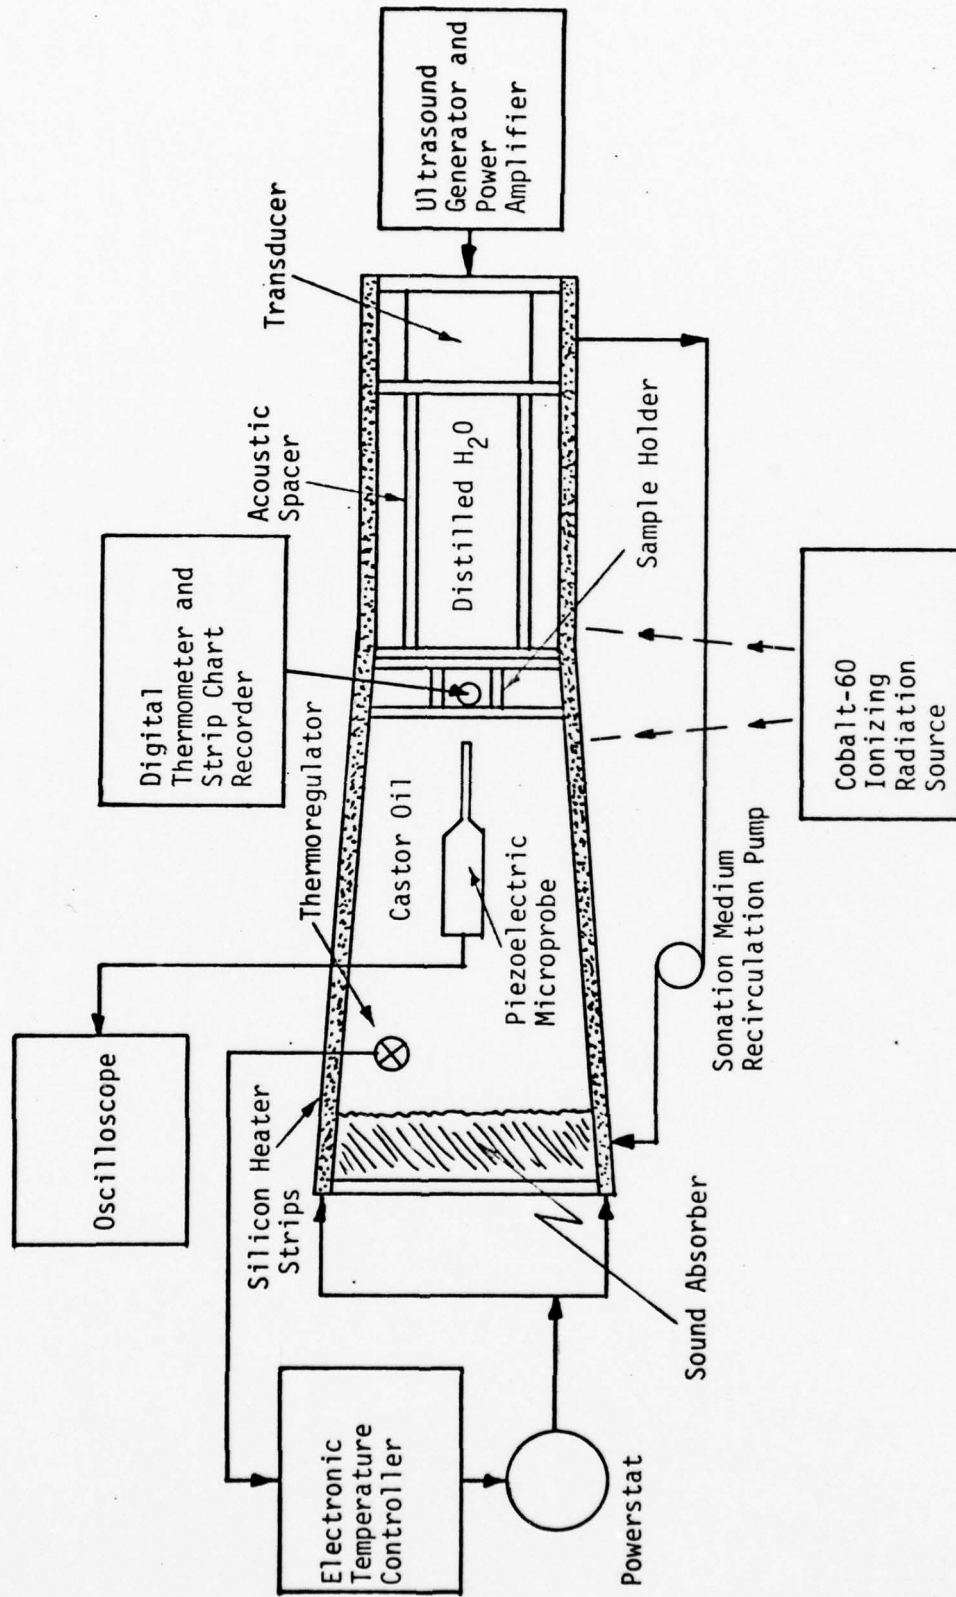 Oscilloscope
Digital
Thermometer and
Strip Chart
Recorder
Acoustic
Spacer
Transducer
Ultrasound
Generator and
Power
Amplifier
Electronic
Temperature
Controller
Silicon Heater
Strips
Thermoregulator
Castor Oil
Piezoelectric
Microprobe
Distilled H₂O
Sample Holder
Powerstat
Sound Absorber
Sonation Medium
Recirculation Pump
Cobalt-60
Ionizing
Radiation
Source